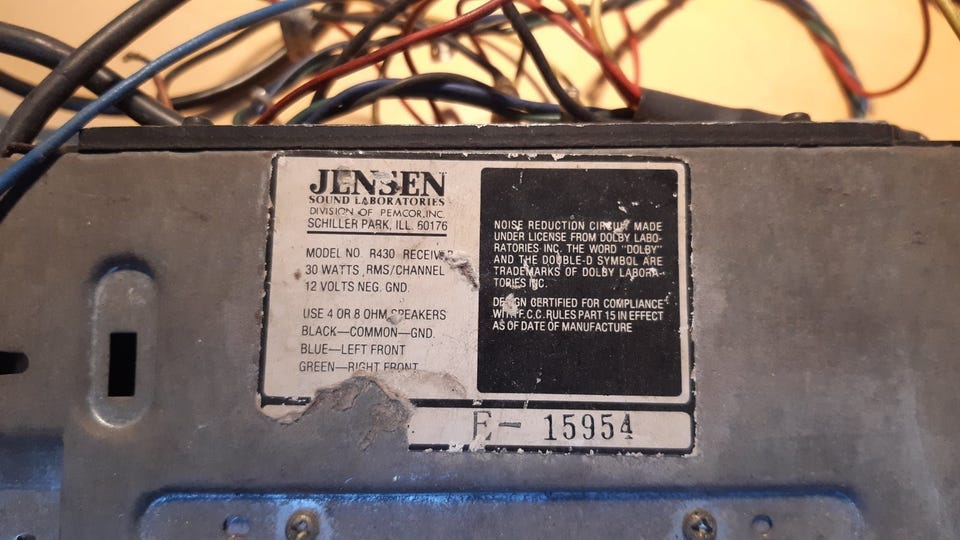 JENSEN
SOUND LABORATORIES
DIVISION OF PEMCOR, INC.
SCHILLER PARK, ILL. 60176
MODEL NO. R430 RECEIVER
30 WATTS RMS/CHANNEL
12 VOLTS NEG. GND.
USE 4 OR 8 OHM SPEAKERS
BLACK—COMMON—GND.
BLUE—LEFT FRONT
GREEN—RIGHT FRONT
NOISE REDUCTION CIRCUIT MADE
UNDER LICENSE FROM DOLBY LABO-
RATORIES INC. THE WORD "DOLBY"
AND THE DOUBLE-D SYMBOL ARE
TRADEMARKS OF DOLBY LABORA-
TORIES INC.
DESIGN CERTIFIED FOR COMPLIANCE
WITH F.C.C. RULES PART 15 IN EFFECT
AS OF DATE OF MANUFACTURE
E- 15954